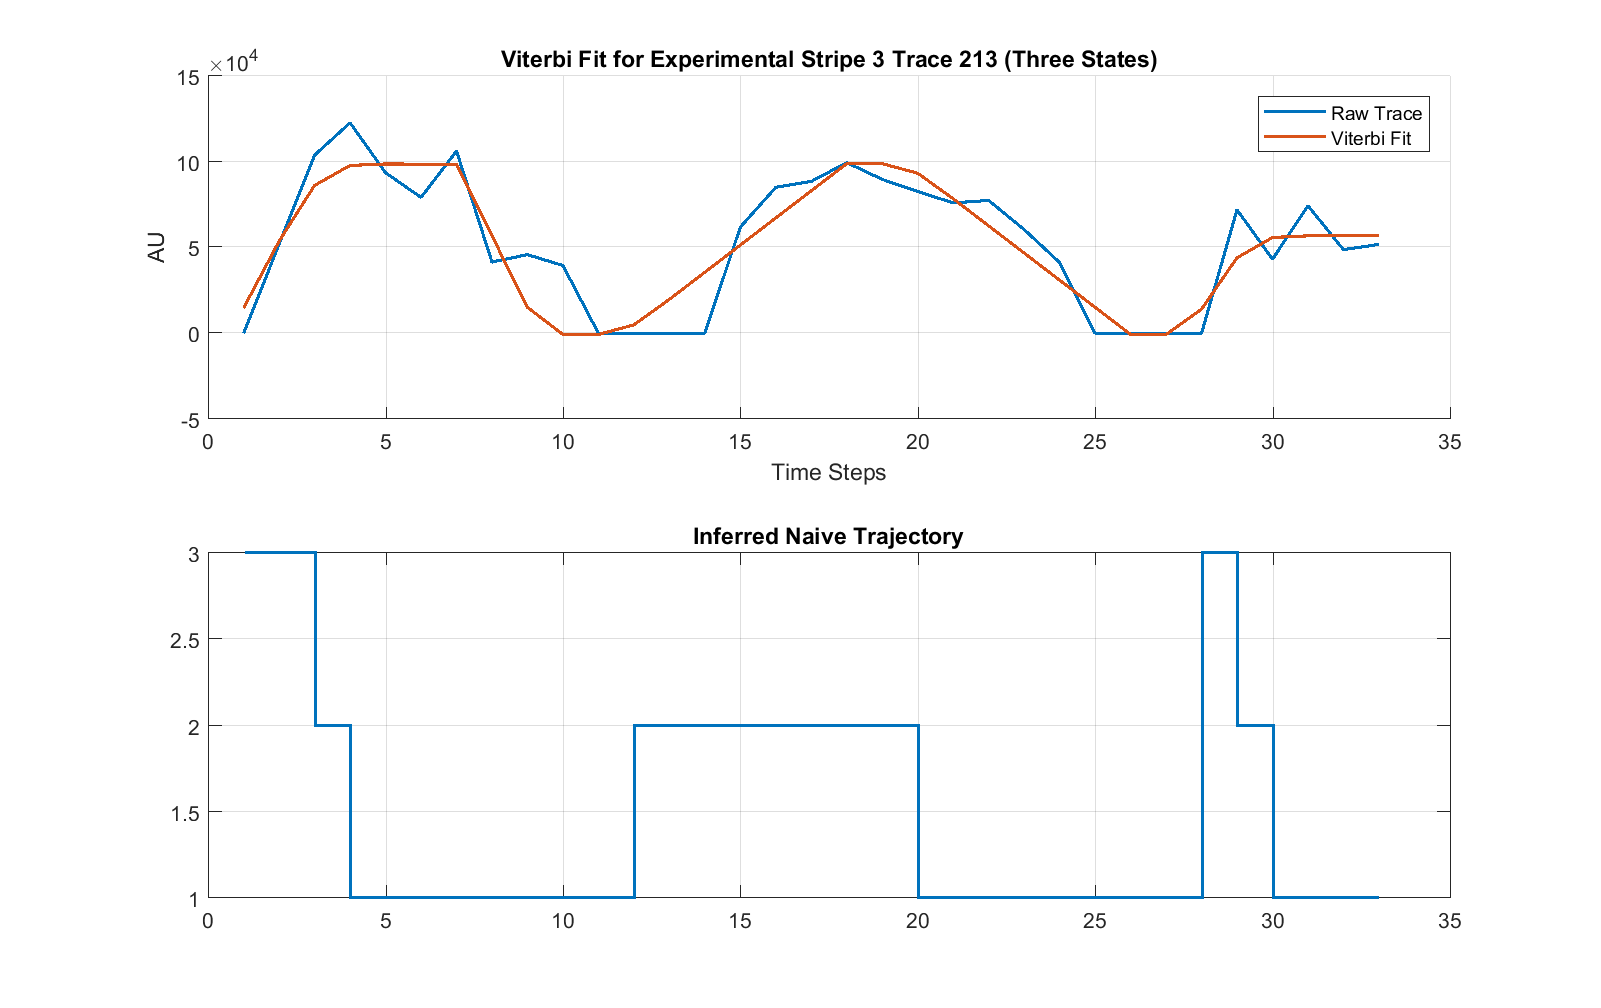 Viterbi Fit for Experimental Stripe 3 Trace 213 (Three States)
×10^4
15
10
5
0
-5
AU
Raw Trace
Viterbi Fit
0 5 10 15 20 25 30 35
Time Steps
Inferred Naive Trajectory
3
2.5
2
1.5
1
0 5 10 15 20 25 30 35